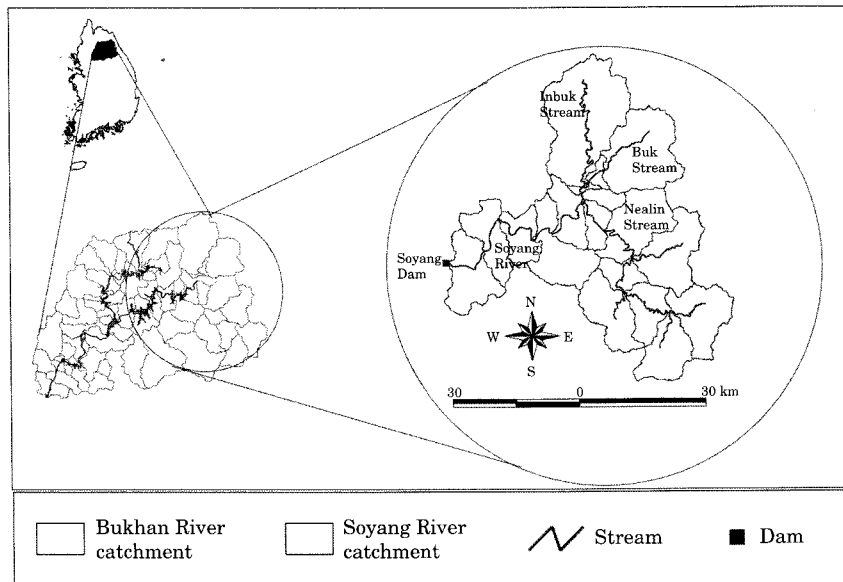 Inbuk
Stream
Buk
Stream
Nealin
Stream
Soyang
River
Soyang
Dam
N
W E
S
30 0 30 km
Bukhan River
catchment
Soyang River
catchment
Stream
Dam